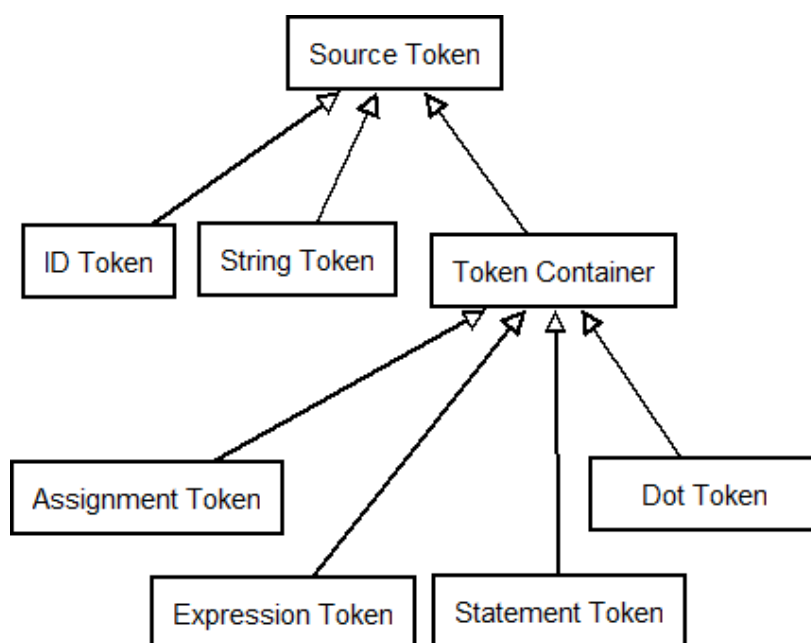 Source Token
ID Token
String Token
Token Container
Assignment Token
Dot Token
Expression Token
Statement Token